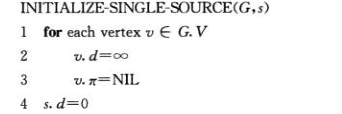 INITIALIZE-SINGLE-SOURCE(G,s)
1 for each vertex v ∈ G.V
2 v.d=∞
3 v.π=NIL
4 s.d=0